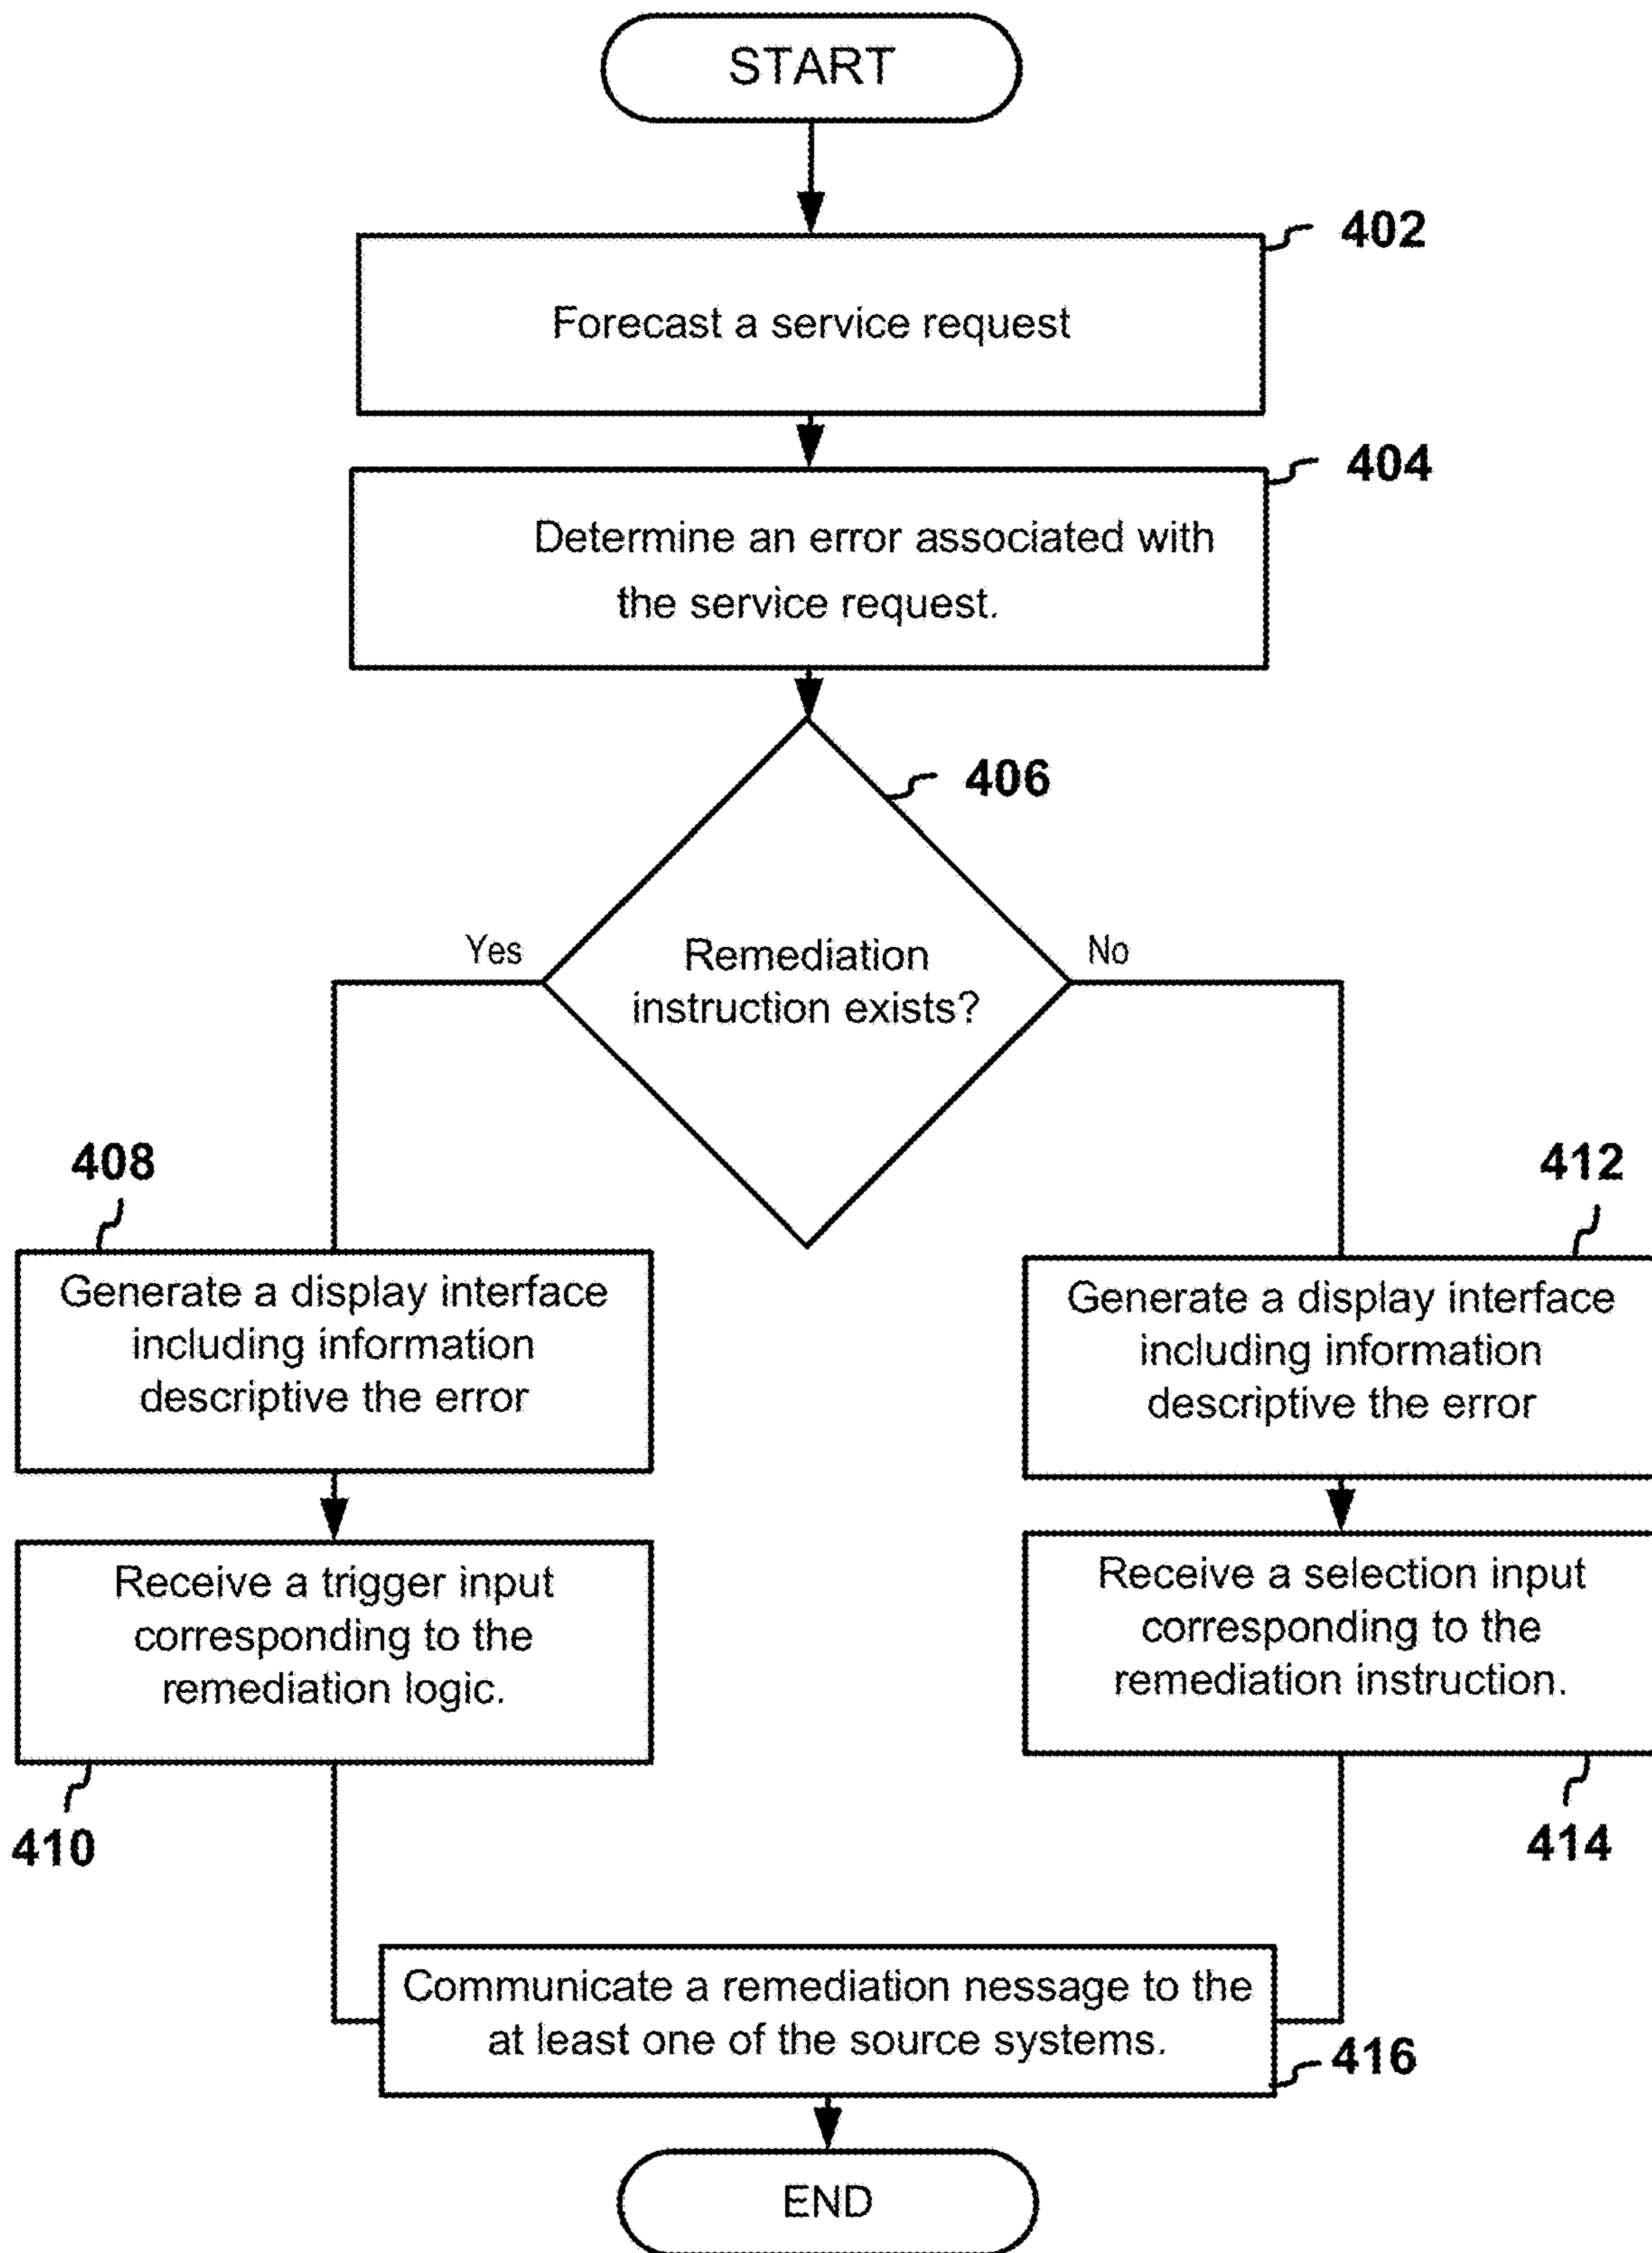 START
402
Forecast a service request
404
Determine an error associated with
the service request.
406
Remediation
instruction exists?
Yes
No
408
Generate a display interface
including information
descriptive the error
412
Generate a display interface
including information
descriptive the error
Receive a trigger input
corresponding to the
remediation logic.
410
Receive a selection input
corresponding to the
remediation instruction.
414
Communicate a remediation nessage to the
at least one of the source systems.
416
END